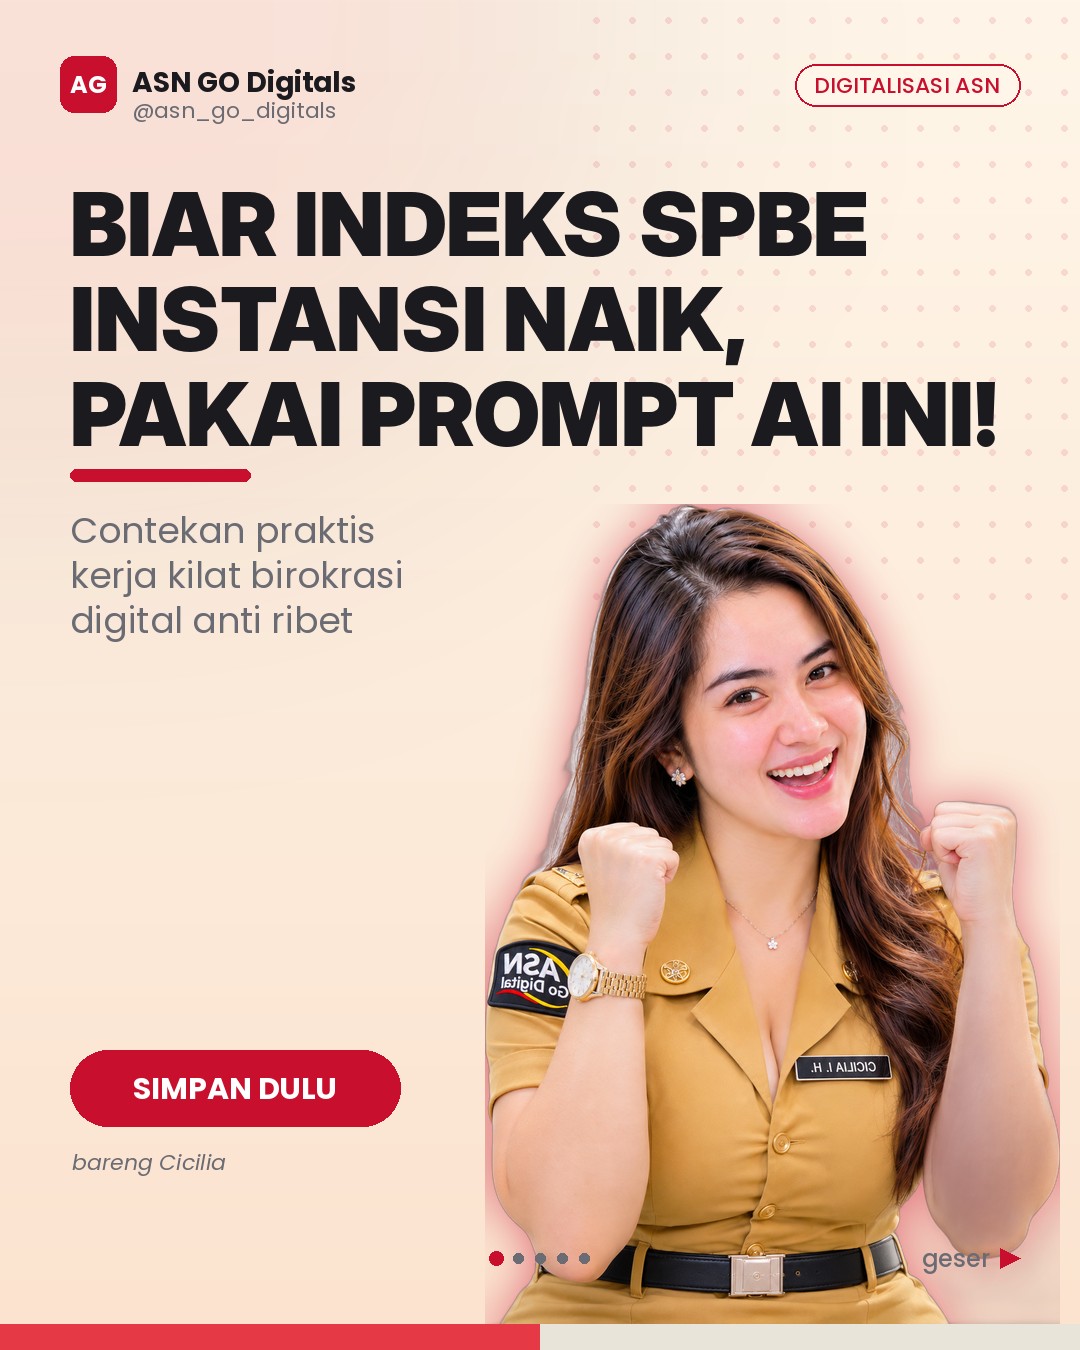 AG
ASN GO Digitals
@asn_go_digitals
DIGITALISASI ASN
BIAR INDEKS SPBE
INSTANSI NAIK,
PAKAI PROMPT AI INI!
Contekan praktis
kerja kilat birokrasi
digital anti ribet
ASN
Go Digital
CICILIA I. H.
SIMPAN DULU
bareng Cicilia
geser